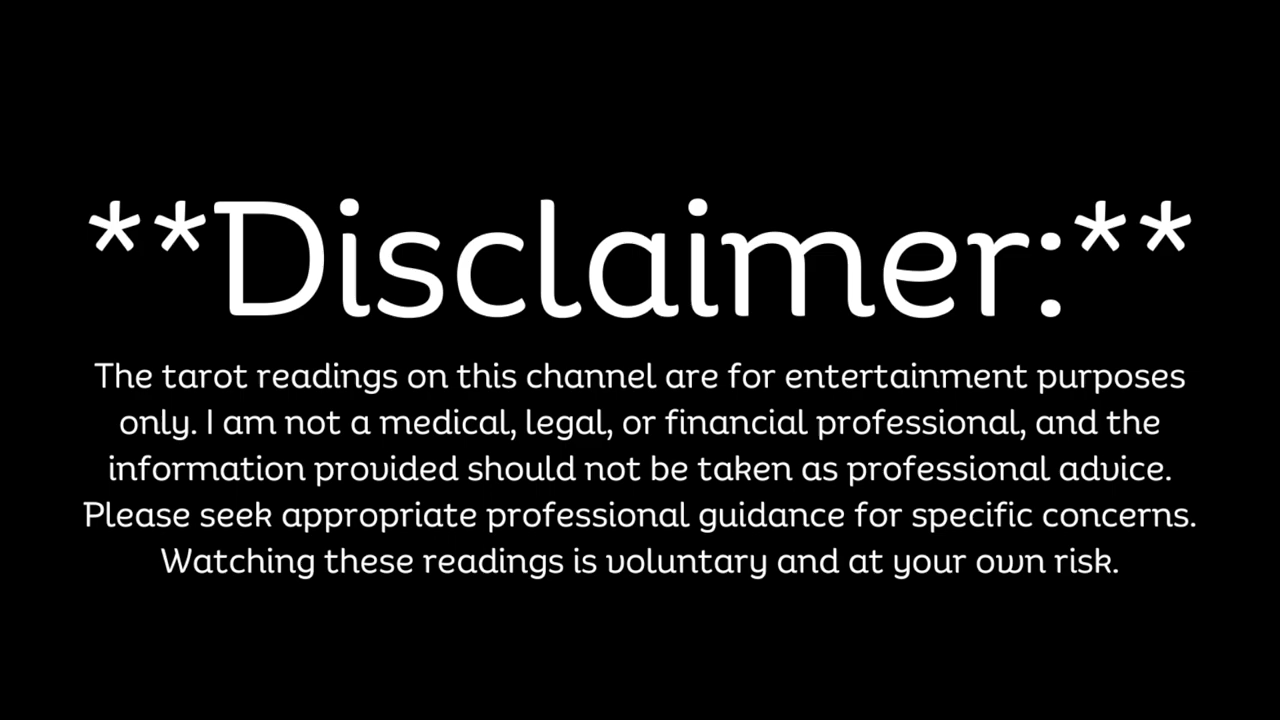 **Disclaimer:**
The tarot readings on this channel are for entertainment purposes
only. I am not a medical, legal, or financial professional, and the
information provided should not be taken as professional advice.
Please seek appropriate professional guidance for specific concerns.
Watching these readings is voluntary and at your own risk.